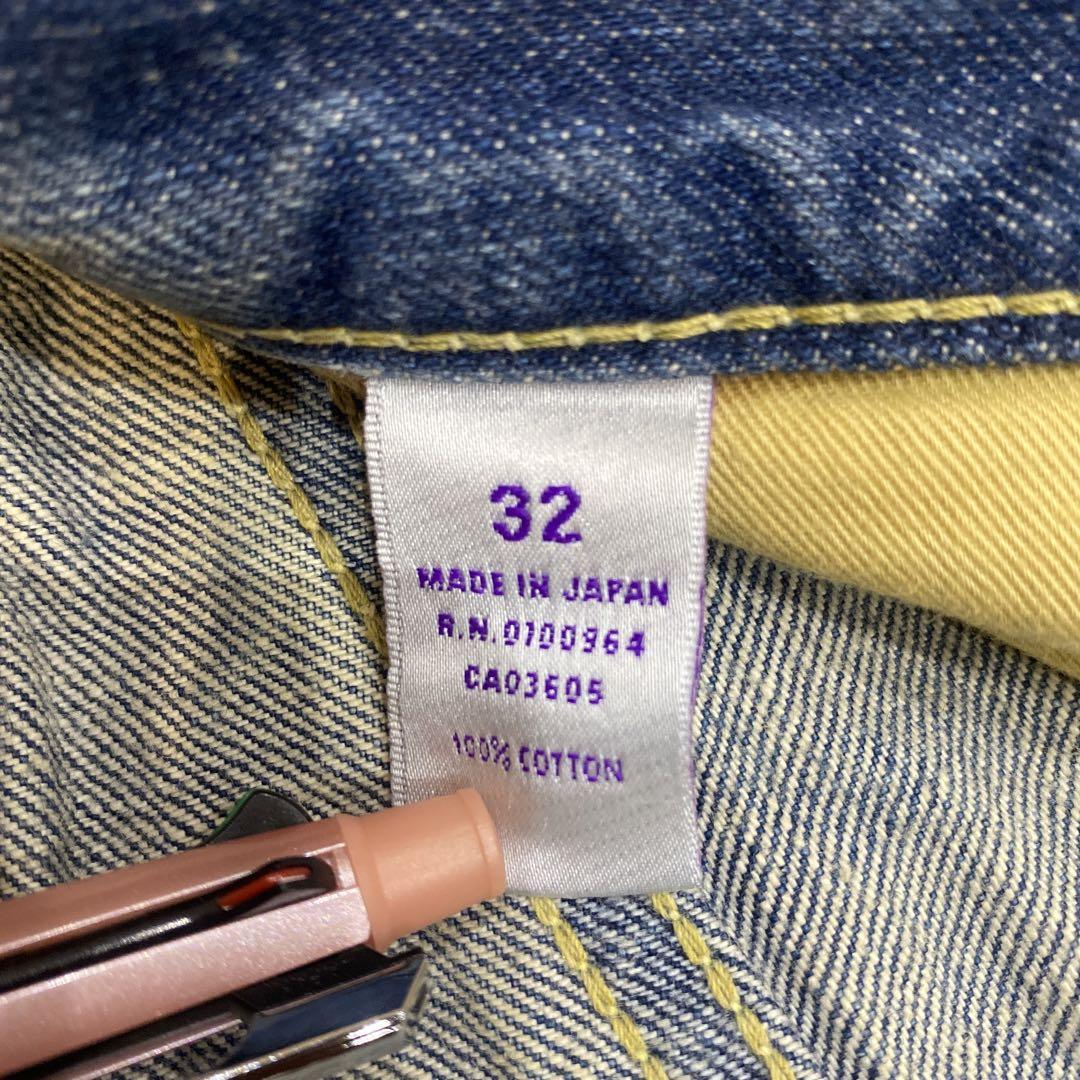 32
MADE IN JAPAN
R.N.0100964
CA03605
100% COTTON